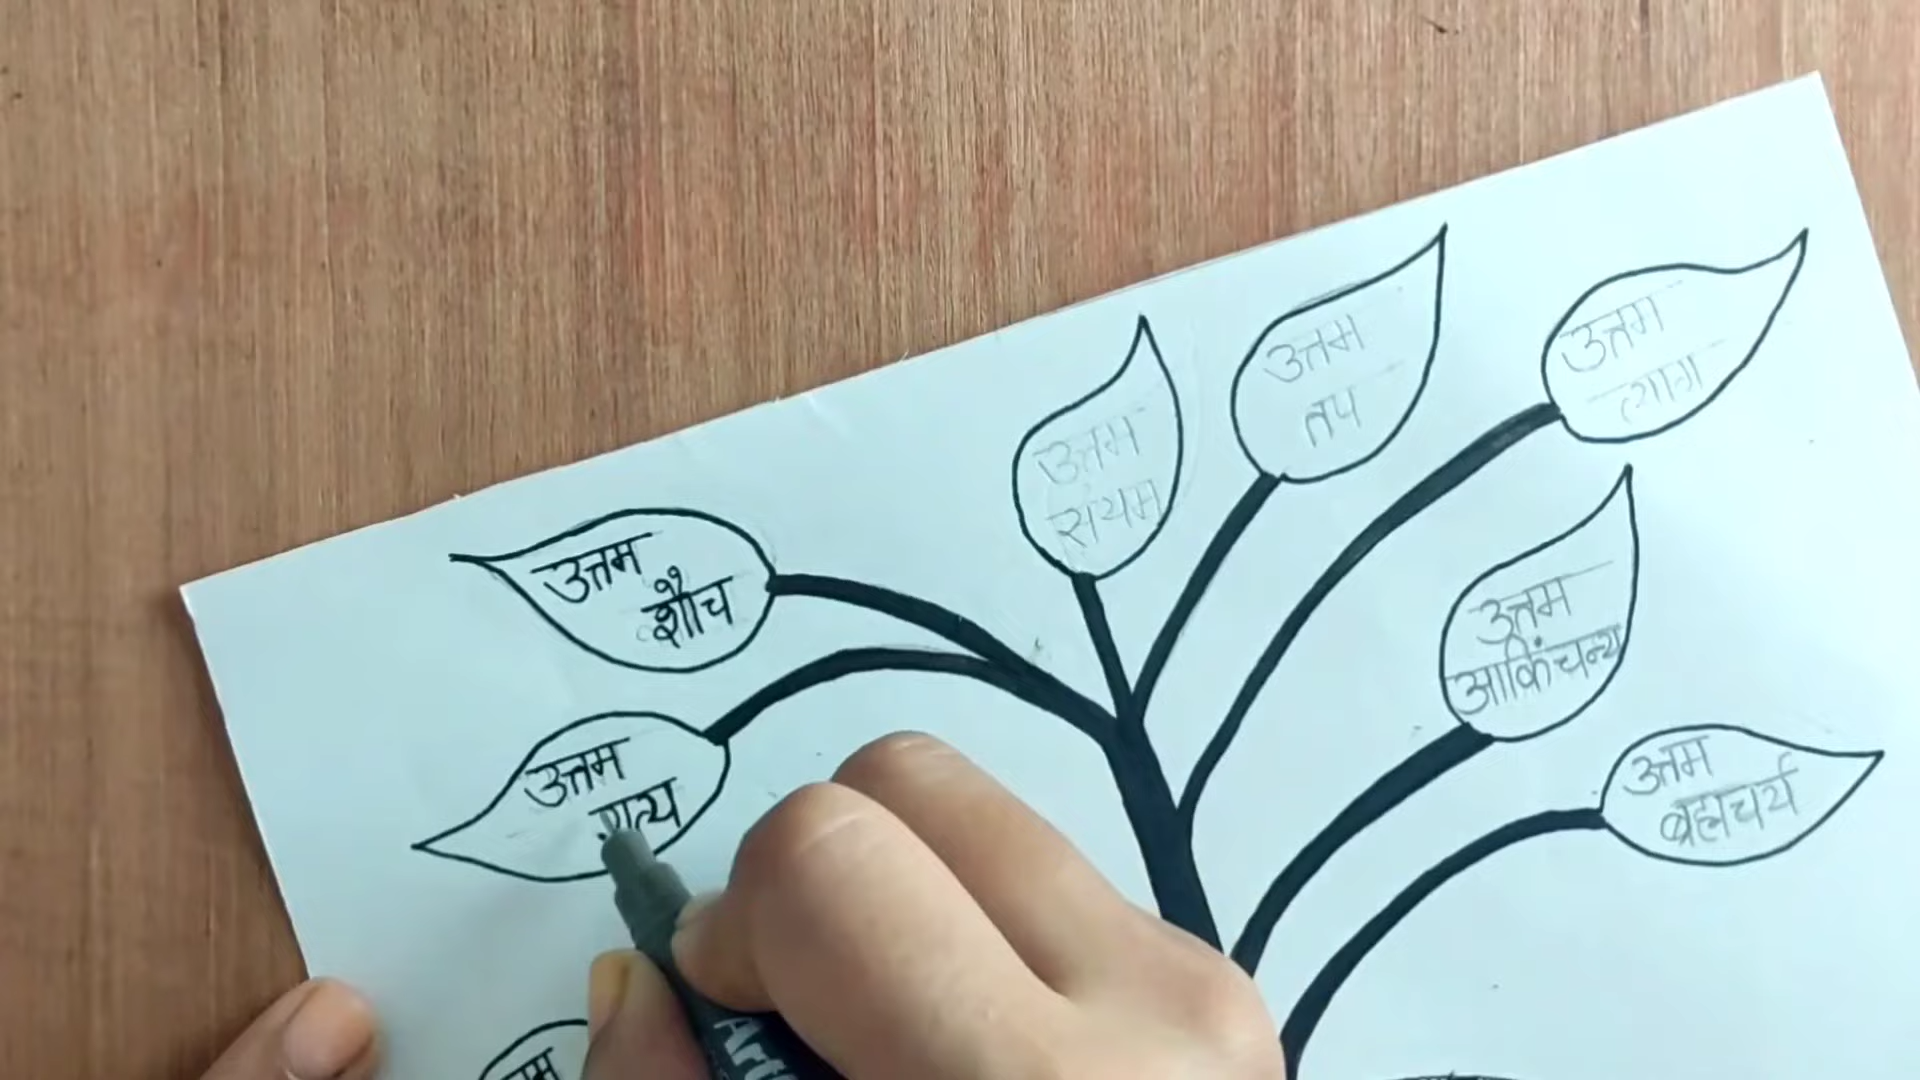 उत्तम
शौच
उत्तम
सत्य
उत्तम
संयम
उत्तम
तप
उत्तम
त्याग
उत्तम
आकिंचन्य
उत्तम
ब्रह्मचर्य